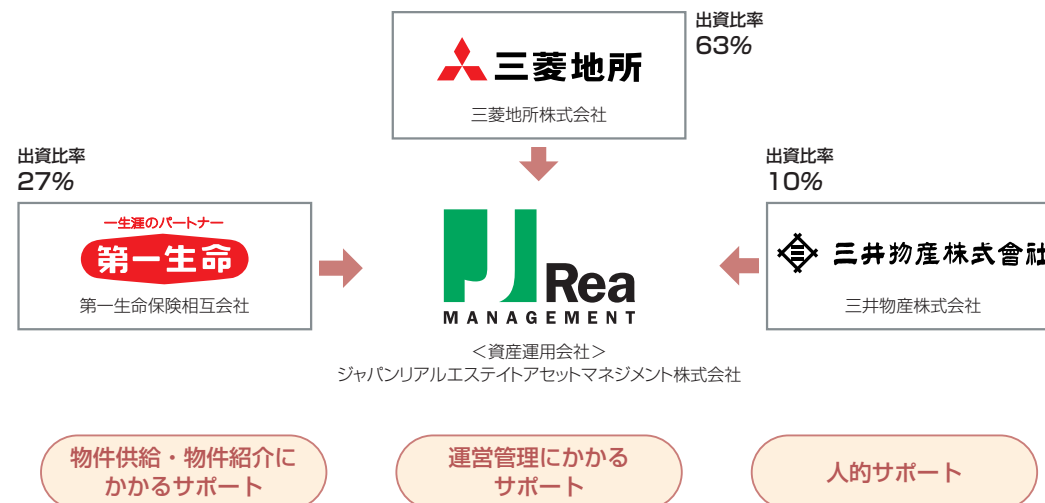 出資比率
63%
三菱地所
三菱地所株式会社
出資比率
27%
一生涯のパートナー
第一生命
第一生命保険相互会社
出資比率
10%
三井物産株式會社
三井物産株式会社
J Rea
MANAGEMENT
＜資産運用会社＞
ジャパンリアルエステイトアセットマネジメント株式会社
物件供給・物件紹介に
かかるサポート
運営管理にかかる
サポート
人的サポート